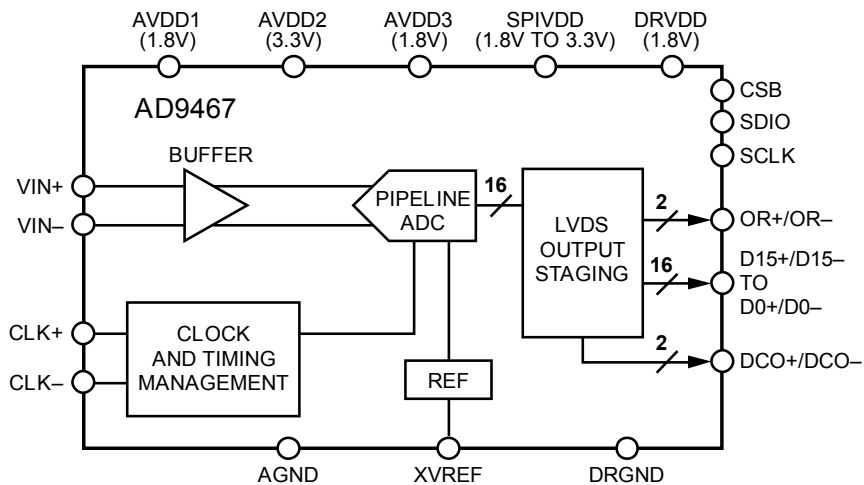 AVDD1
(1.8V)
AVDD2
(3.3V)
AVDD3
(1.8V)
SPIVDD
(1.8V TO 3.3V)
DRVDD
(1.8V)
AD9467
CSB
SDIO
SCLK
BUFFER
VIN+
VIN–
PIPELINE
ADC
16
LVDS
OUTPUT
STAGING
2
OR+/OR–
16
D15+/D15–
TO
D0+/D0–
2
DCO+/DCO–
CLK+
CLK–
CLOCK
AND TIMING
MANAGEMENT
REF
AGND
XVREF
DRGND